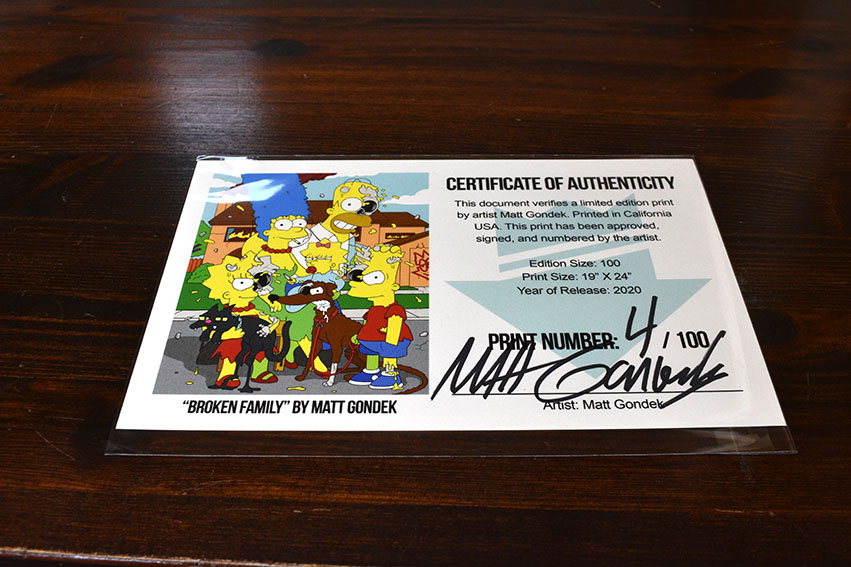 CERTIFICATE OF AUTHENTICITY
This document verifies a limited edition print
by artist Matt Gondek. Printed in California
USA. This print has been approved,
signed, and numbered by the artist.
Edition Size: 100
Print Size: 19" X 24"
Year of Release: 2020
PRINT NUMBER: 4 / 100
Matt Gondek
Artist: Matt Gondek
“BROKEN FAMILY” BY MATT GONDEK